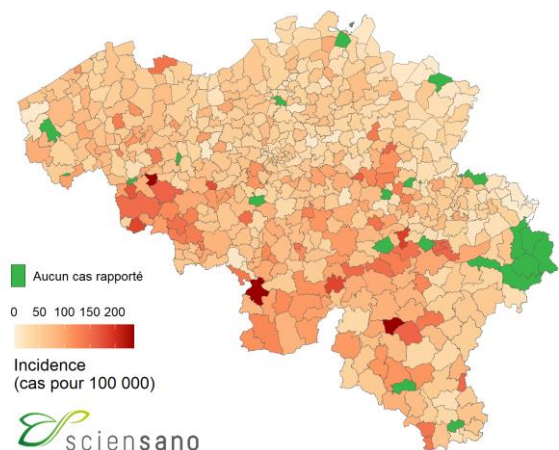 Aucun cas rapporté
0 50 100 150 200
Incidence
(cas pour 100 000)
sciensano